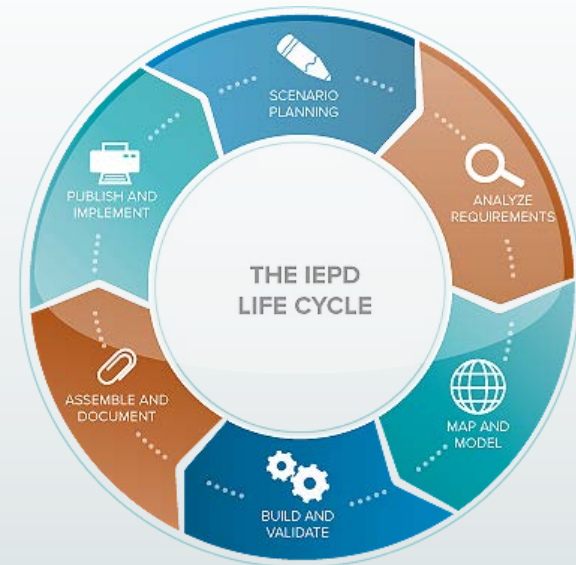 THE IEPD
LIFE CYCLE
SCENARIO
PLANNING
ANALYZE
REQUIREMENTS
MAP AND
MODEL
BUILD AND
VALIDATE
ASSEMBLE AND
DOCUMENT
PUBLISH AND
IMPLEMENT